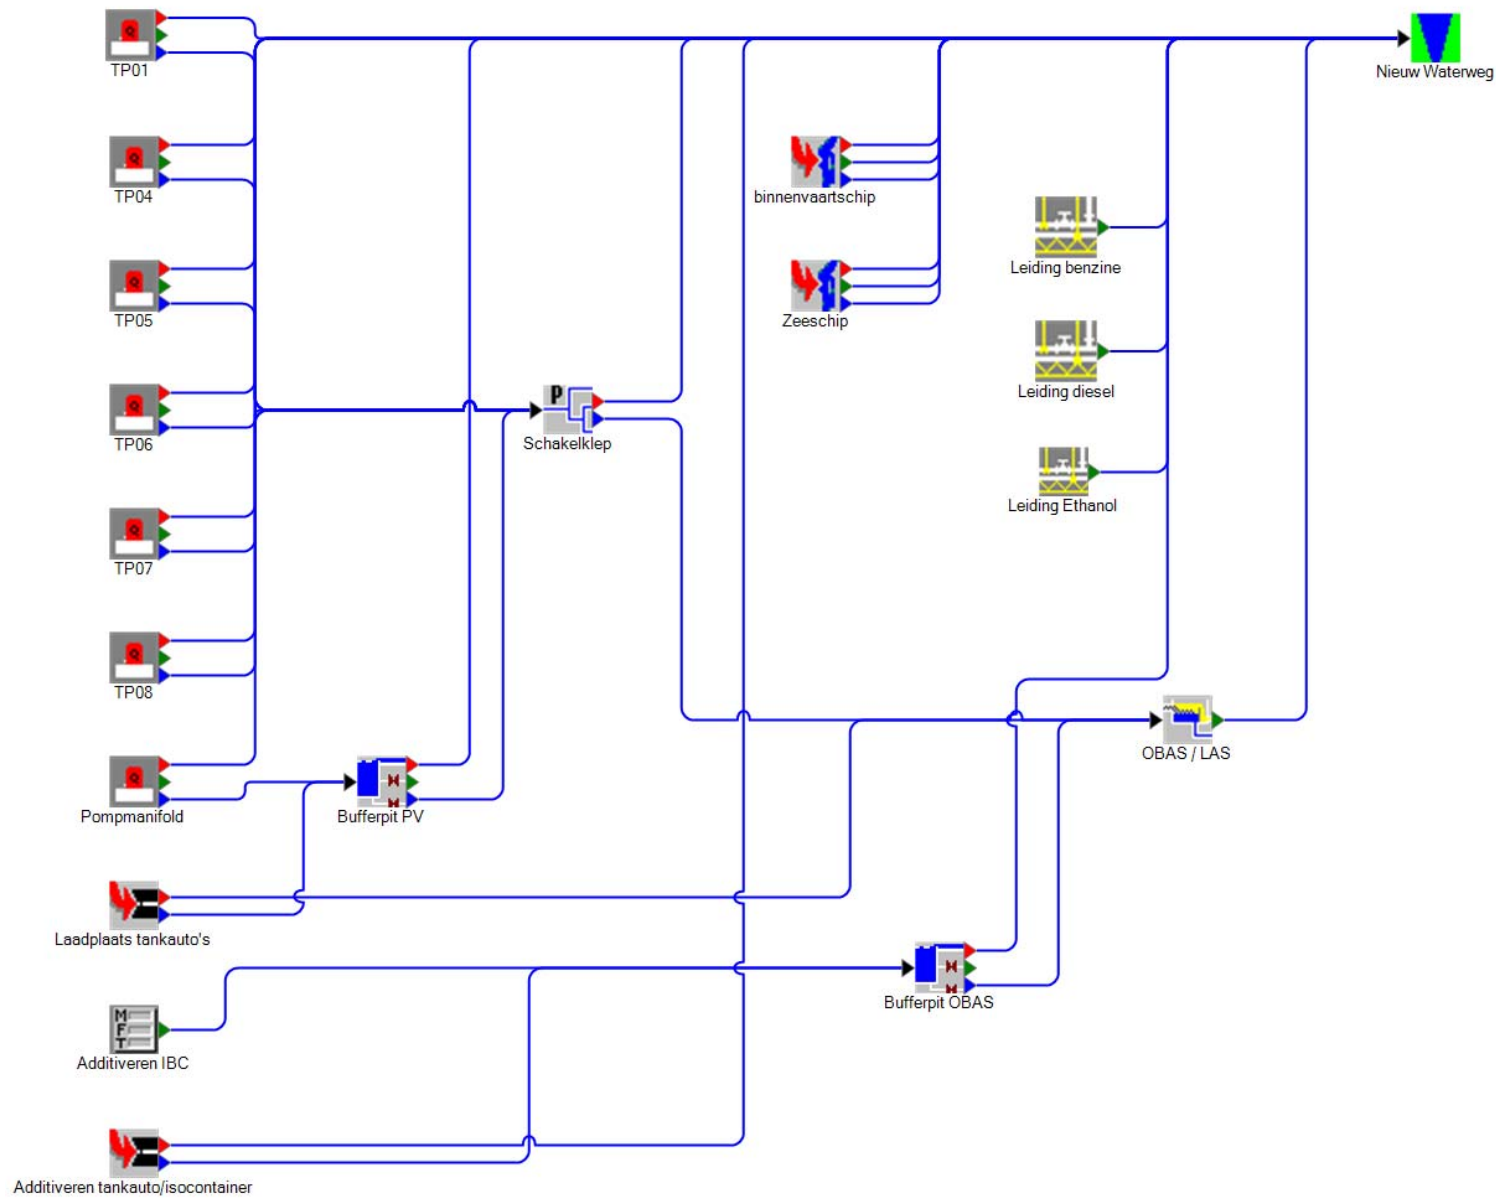 TP01
Nieuw Waterweg
TP04
binnenvaartschip
Leiding benzine
TP05
Zeeschip
Leiding diesel
TP06
P
Schakelklep
Leiding Ethanol
TP07
TP08
OBAS / LAS
Pompmanifold
Bufferpit PV
Laadplaats tankauto's
Bufferpit OBAS
M
F
T
Additiveren IBC
Additiveren tankauto/isocontainer